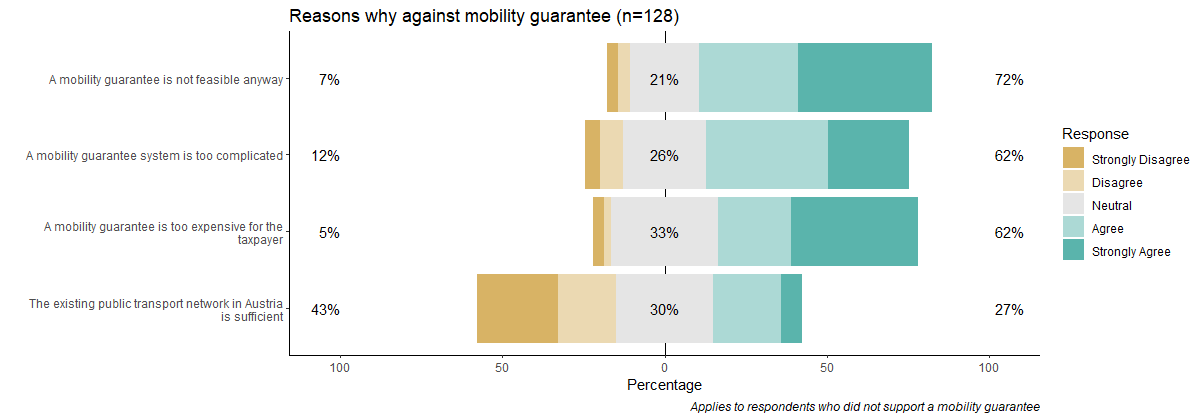 Reasons why against mobility guarantee (n=128)
A mobility guarantee is not feasible anyway
7%
21%
72%
A mobility guarantee system is too complicated
12%
26%
62%
A mobility guarantee is too expensive for the
taxpayer
5%
33%
62%
The existing public transport network in Austria
is sufficient
43%
30%
27%
100
50
0
50
100
Percentage
Applies to respondents who did not support a mobility guarantee
Response
Strongly Disagree
Disagree
Neutral
Agree
Strongly Agree